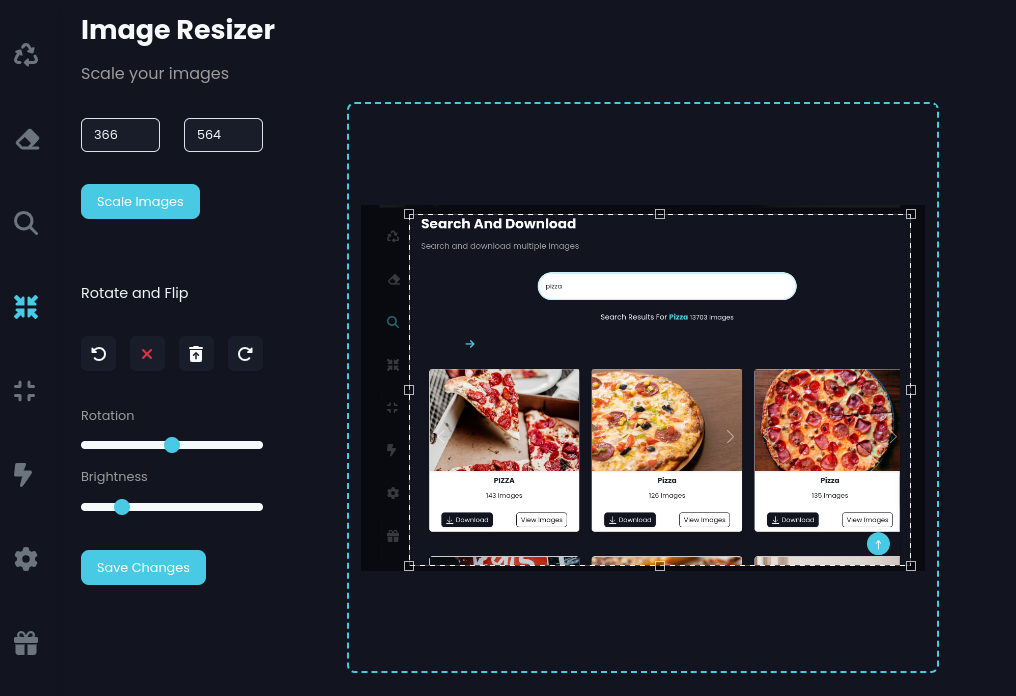 Image Resizer
Scale your images
366
564
Scale Images
Rotate and Flip
Rotation
Brightness
Save Changes
Search And Download
Search and download multiple images
pizza
Search Results For Pizza 13703 Images
PIZZA
143 Images
Download
View Images
Pizza
126 Images
Download
View Images
Pizza
135 Images
Download
View Images